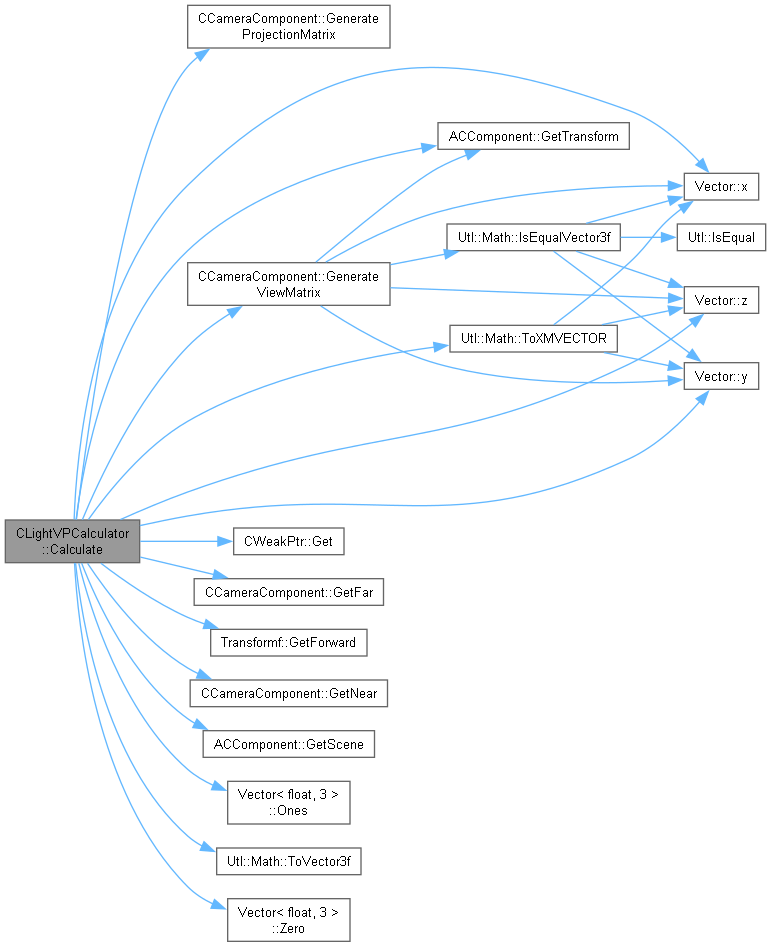 CCameraComponent::Generate
ProjectionMatrix
ACComponent::GetTransform
Vector::x
Utl::Math::IsEqualVector3f
Utl::IsEqual
CCameraComponent::Generate
ViewMatrix
Vector::z
Utl::Math::ToXMVECTOR
Vector::y
CLightVPCalculator
::Calculate
CWeakPtr::Get
CCameraComponent::GetFar
Transformf::GetForward
CCameraComponent::GetNear
ACComponent::GetScene
Vector< float, 3 >
::Ones
Utl::Math::ToVector3f
Vector< float, 3 >
::Zero